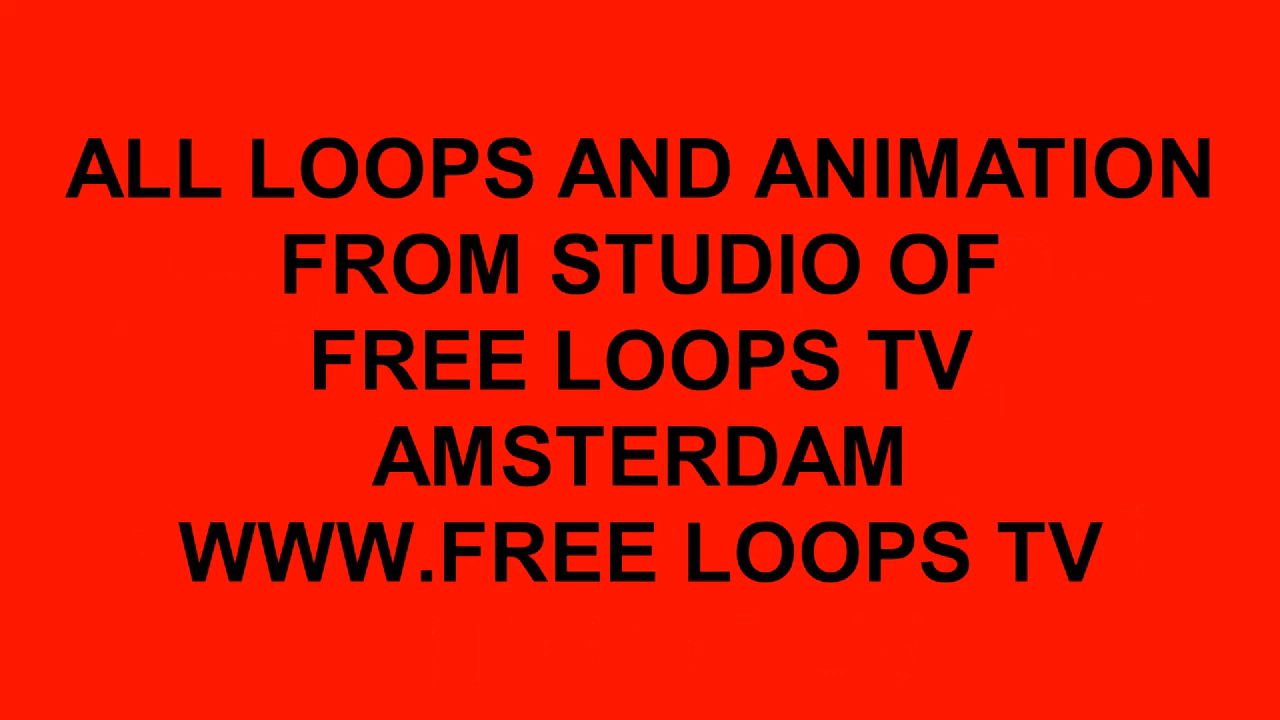 ALL LOOPS AND ANIMATION
FROM STUDIO OF
FREE LOOPS TV
AMSTERDAM
WWW.FREE LOOPS TV